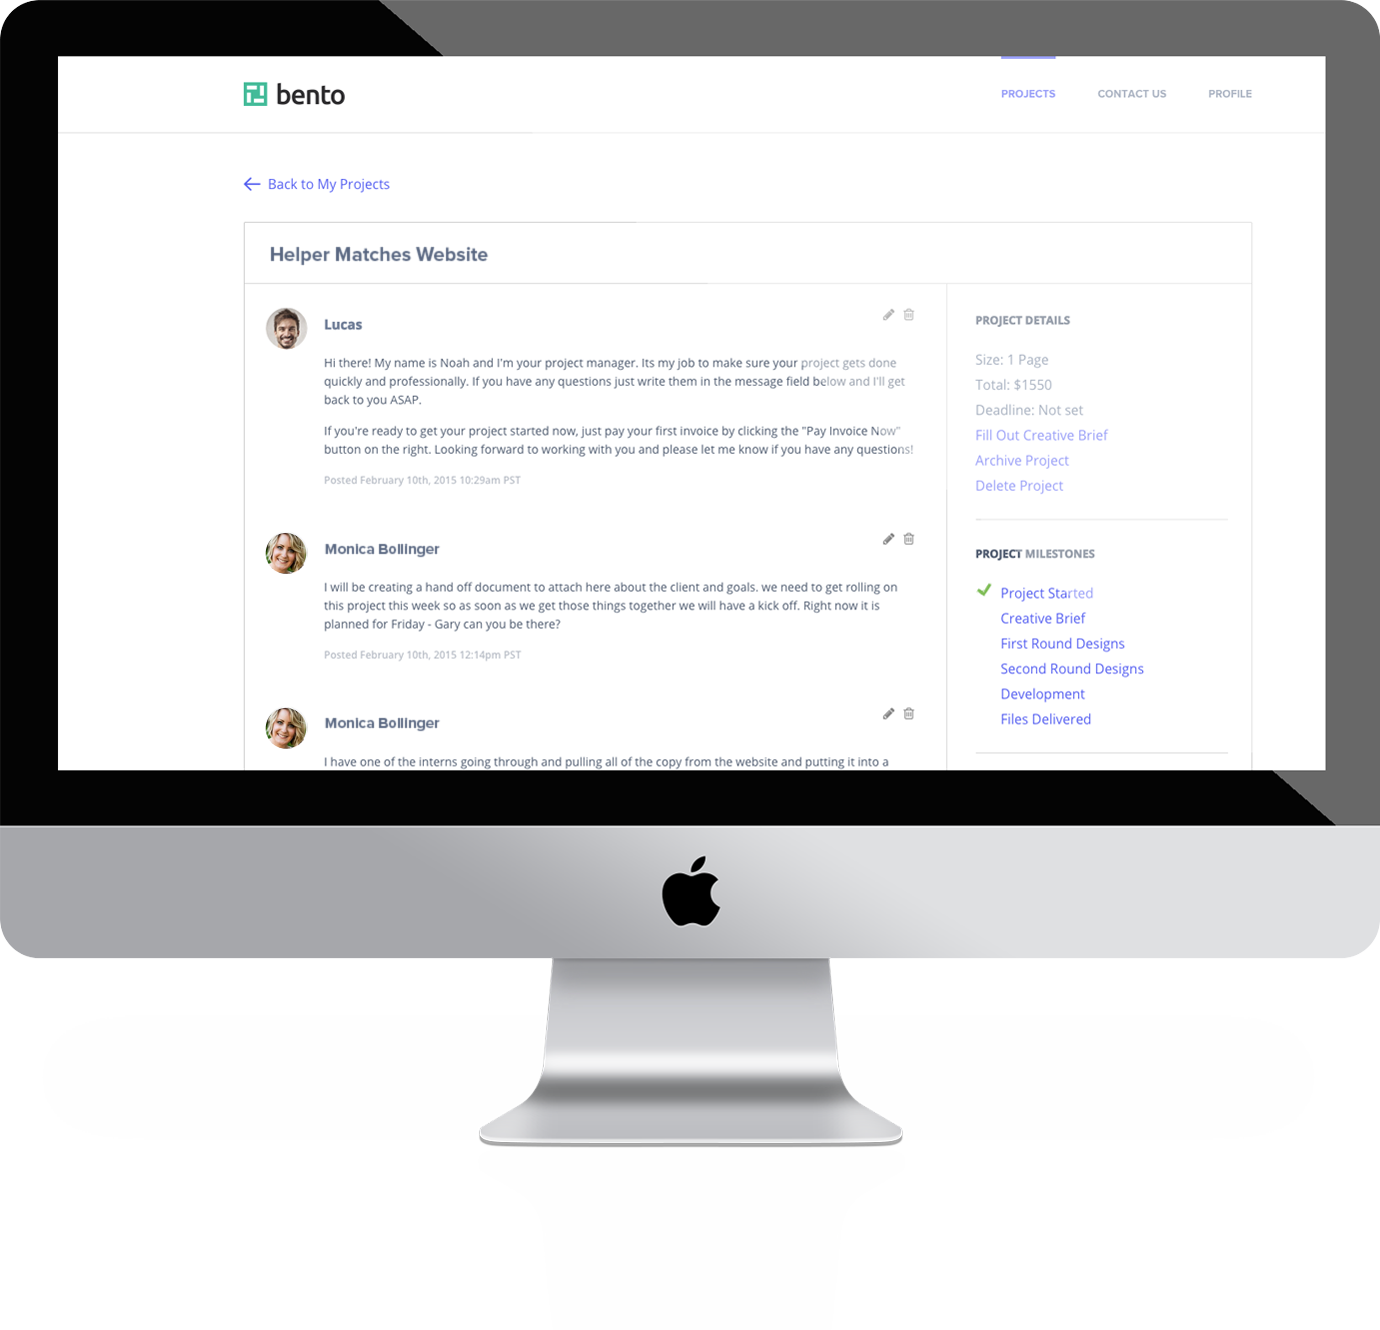 bento
PROJECTS CONTACT US PROFILE
Back to My Projects
Helper Matches Website
Lucas
Hi there! My name is Noah and I'm your project manager. Its my job to make sure your project gets done
quickly and professionally. If you have any questions just write them in the message field below and I'll get
back to you ASAP.
If you're ready to get your project started now, just pay your first invoice by clicking the "Pay Invoice Now"
button on the right. Looking forward to working with you and please let me know if you have any questions!
Posted February 10th, 2015 10:29am PST
Monica Bollinger
I will be creating a hand off document to attach here about the client and goals. we need to get rolling on
this project this week so as soon as we get those things together we will have a kick off. Right now it is
planned for Friday - Gary can you be there?
Posted February 10th, 2015 12:14pm PST
Monica Bollinger
I have one of the interns going through and pulling all of the copy from the website and putting it into a
PROJECT DETAILS
Size: 1 Page
Total: $1550
Deadline: Not set
Fill Out Creative Brief
Archive Project
Delete Project
PROJECT MILESTONES
Project Started
Creative Brief
First Round Designs
Second Round Designs
Development
Files Delivered